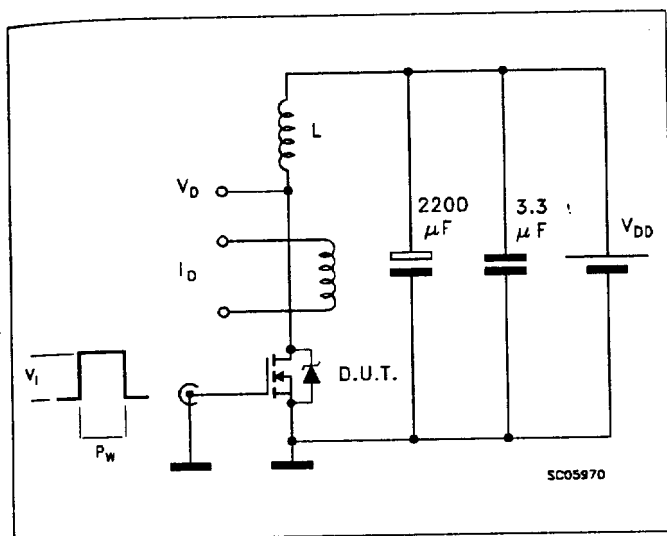 L
V_D
2200
μF
3.3
μF
V_DD
I_D
V_I
D.U.T.
P_W
SC05970